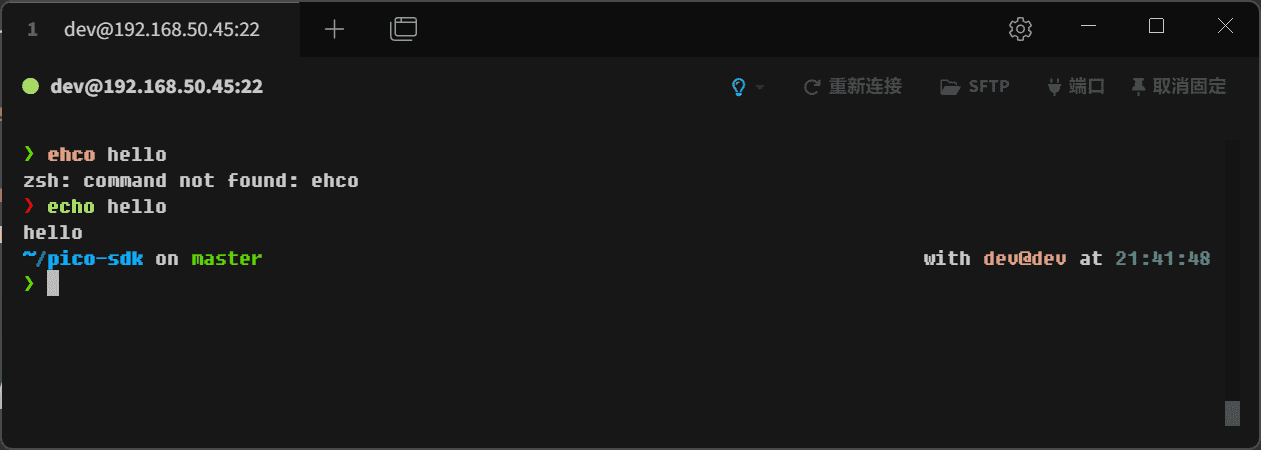 1 dev@192.168.50.45:22
dev@192.168.50.45:22 重新连接 SFTP 端口 取消固定
❯ ehco hello
zsh: command not found: ehco
❯ echo hello
hello
~/pico-sdk on master with dev@dev at 21:41:48
❯